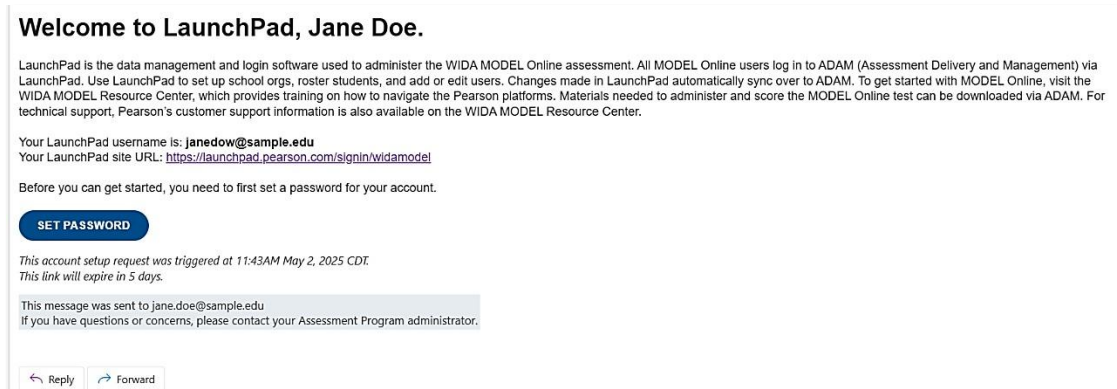 Welcome to LaunchPad, Jane Doe.
LaunchPad is the data management and login software used to administer the WIDA MODEL Online assessment. All MODEL Online users log in to ADAM (Assessment Delivery and Management) via
LaunchPad. Use LaunchPad to set up school orgs, roster students, and add or edit users. Changes made in LaunchPad automatically sync over to ADAM. To get started with MODEL Online, visit the
WIDA MODEL Resource Center, which provides training on how to navigate the Pearson platforms. Materials needed to administer and score the MODEL Online test can be downloaded via ADAM. For
technical support, Pearson's customer support information is also available on the WIDA MODEL Resource Center.
Your LaunchPad username is: janedow@sample.edu
Your LaunchPad site URL: https://launchpad.pearson.com/signin/widamodel
Before you can get started, you need to first set a password for your account.
SET PASSWORD
This account setup request was triggered at 11:43AM May 2, 2025 CDT.
This link will expire in 5 days.
This message was sent to jane.doe@sample.edu
If you have questions or concerns, please contact your Assessment Program administrator.
Reply Forward